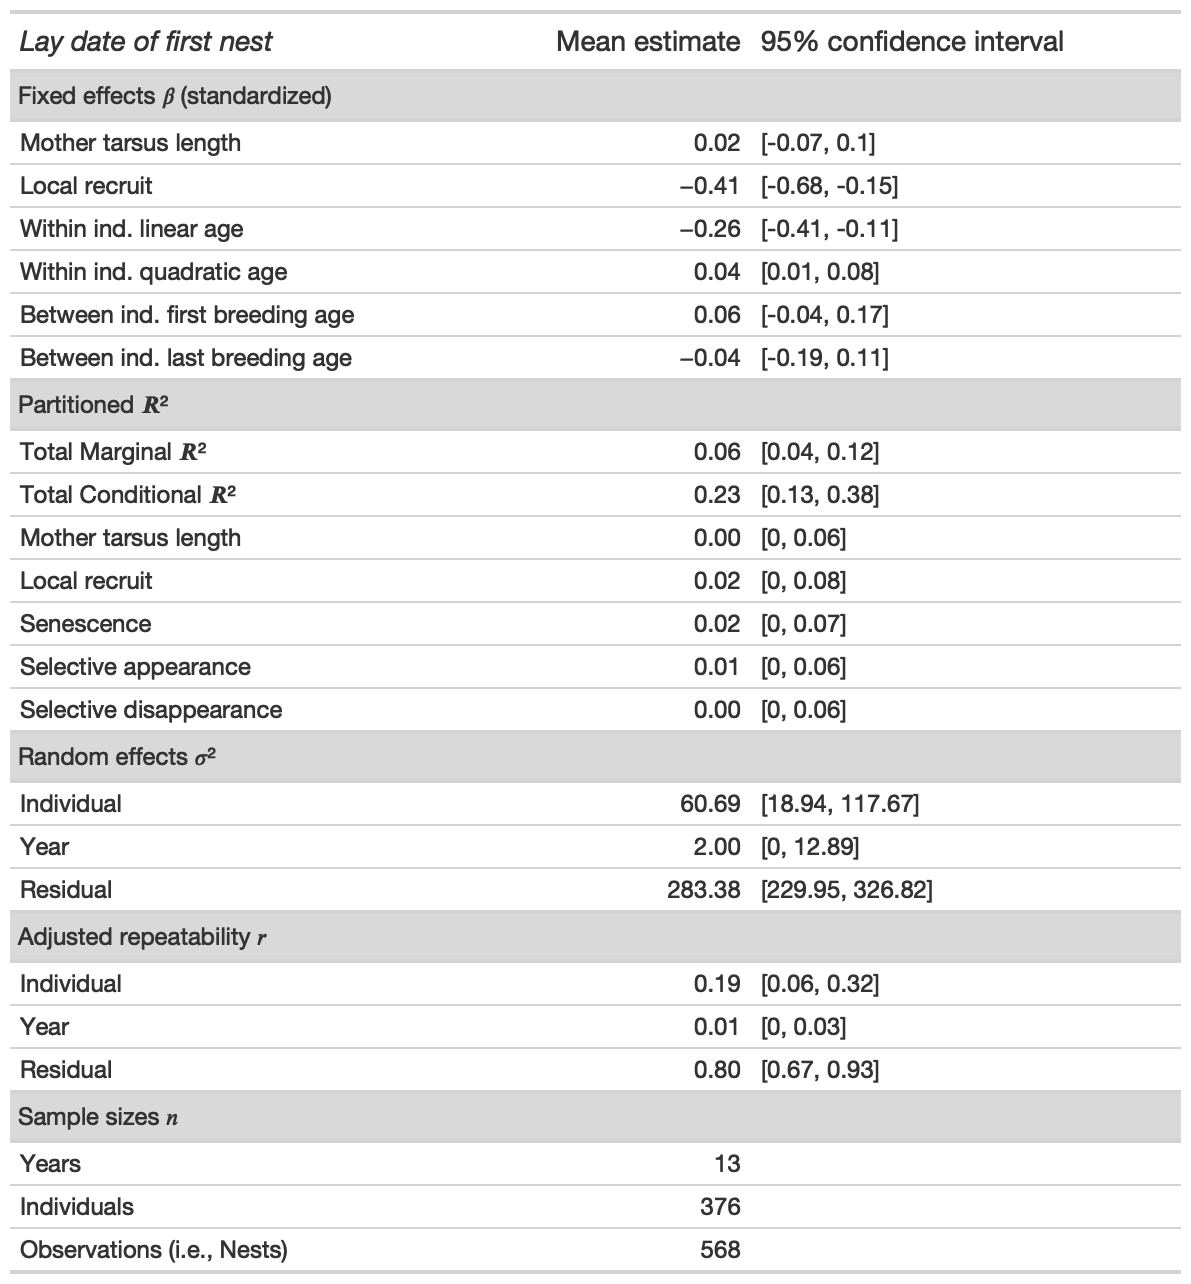 Lay date of first nest Mean estimate 95% confidence interval
Fixed effects β (standardized)
Mother tarsus length 0.02 [-0.07, 0.1]
Local recruit −0.41 [-0.68, -0.15]
Within ind. linear age −0.26 [-0.41, -0.11]
Within ind. quadratic age 0.04 [0.01, 0.08]
Between ind. first breeding age 0.06 [-0.04, 0.17]
Between ind. last breeding age −0.04 [-0.19, 0.11]
Partitioned R²
Total Marginal R² 0.06 [0.04, 0.12]
Total Conditional R² 0.23 [0.13, 0.38]
Mother tarsus length 0.00 [0, 0.06]
Local recruit 0.02 [0, 0.08]
Senescence 0.02 [0, 0.07]
Selective appearance 0.01 [0, 0.06]
Selective disappearance 0.00 [0, 0.06]
Random effects σ²
Individual 60.69 [18.94, 117.67]
Year 2.00 [0, 12.89]
Residual 283.38 [229.95, 326.82]
Adjusted repeatability r
Individual 0.19 [0.06, 0.32]
Year 0.01 [0, 0.03]
Residual 0.80 [0.67, 0.93]
Sample sizes n
Years 13
Individuals 376
Observations (i.e., Nests) 568